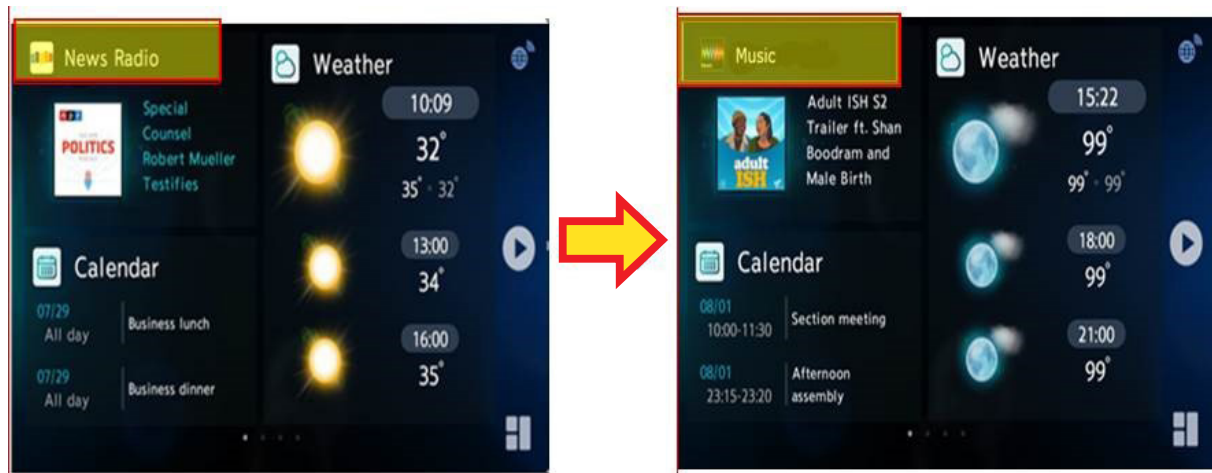 News Radio
Special
Counsel
Robert Mueller
Testifies
npr
POLITICS
Calendar
07/29
All day
Business lunch
07/29
All day
Business dinner
Weather
10:09
32°
35° · 32°
13:00
34°
16:00
35°
Music
Adult ISH S2
Trailer ft. Shan
Boodram and
Male Birth
adult
ISH
Calendar
08/01
10:00-11:30
Section meeting
08/01
23:15-23:20
Afternoon
assembly
Weather
15:22
99°
99° · 99°
18:00
99°
21:00
99°